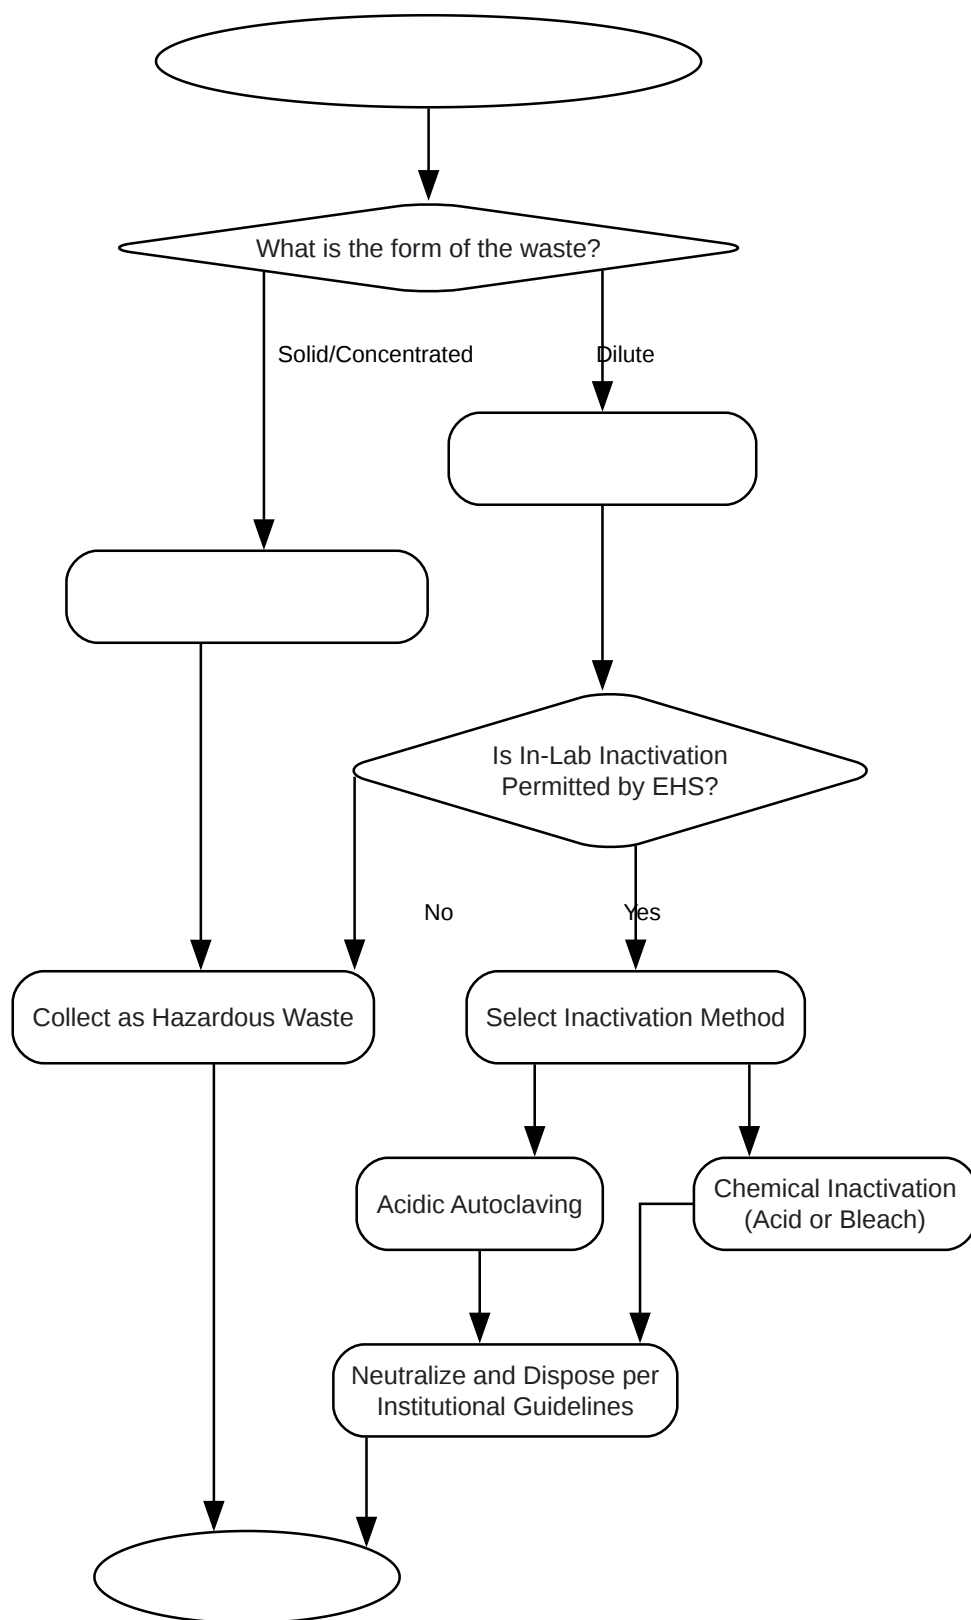 What is the form of the waste?
Solid/Concentrated
Dilute
Is In-Lab Inactivation
Permitted by EHS?
No
Yes
Collect as Hazardous Waste
Select Inactivation Method
Acidic Autoclaving
Chemical Inactivation
(Acid or Bleach)
Neutralize and Dispose per
Institutional Guidelines